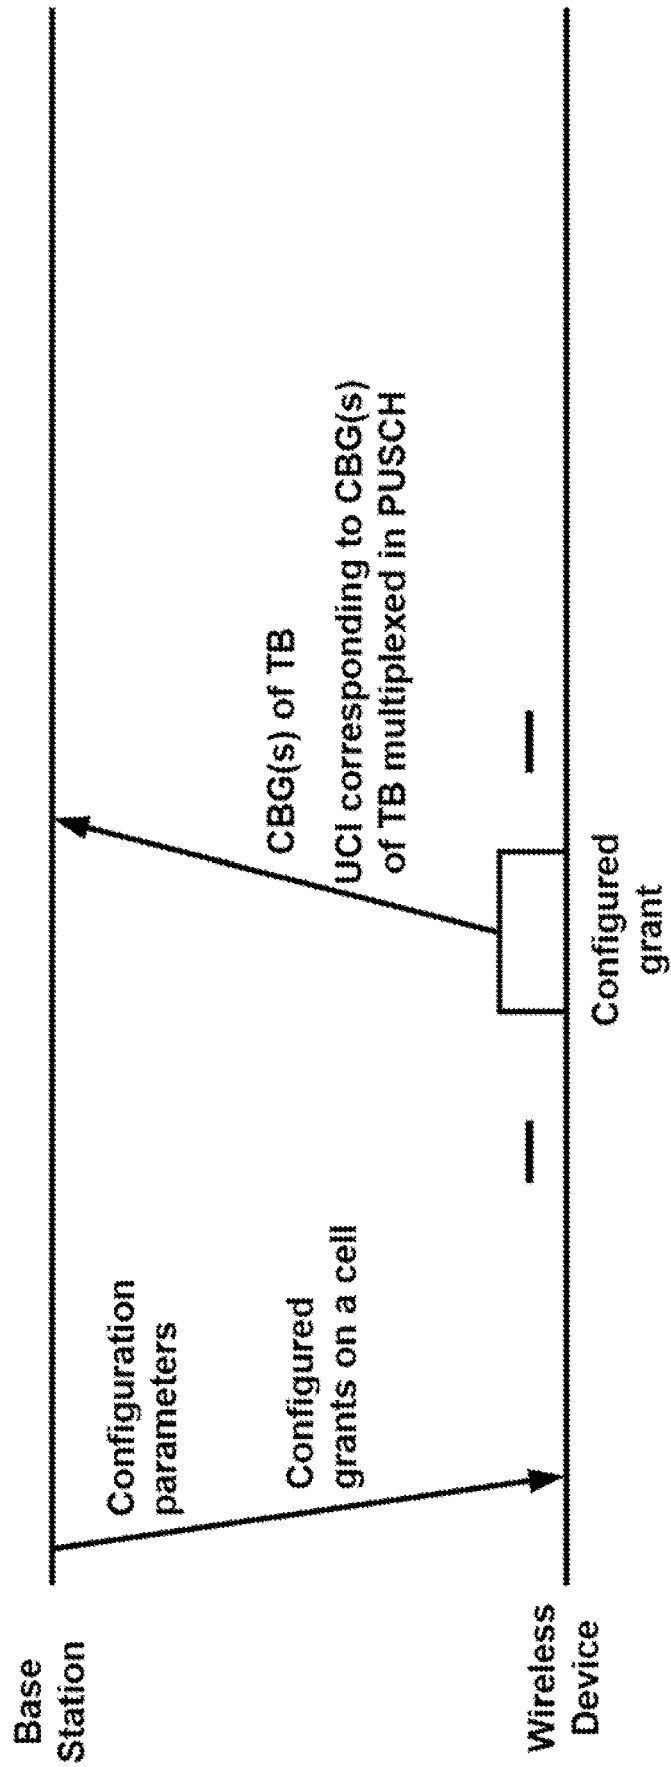 Base
Station
Configuration
parameters
Configured
grants on a cell
CBG(s) of TB
UCI corresponding to CBG(s)
of TB multiplexed in PUSCH
Wireless
Device
Configured
grant